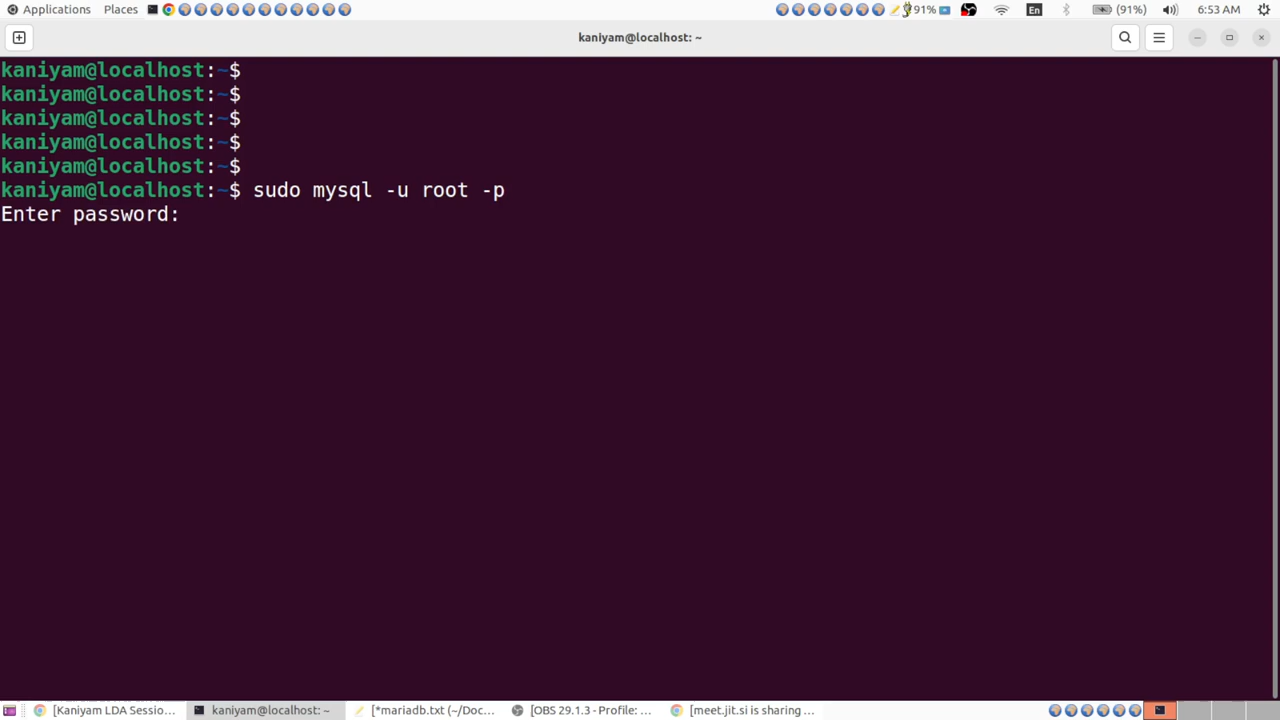 Applications Places 91% En (91%) 6:53 AM
kaniyam@localhost: ~
kaniyam@localhost:~$
kaniyam@localhost:~$
kaniyam@localhost:~$
kaniyam@localhost:~$
kaniyam@localhost:~$
kaniyam@localhost:~$ sudo mysql -u root -p
Enter password:
[Kaniyam LDA Sessio... kaniyam@localhost: ~ [*mariadb.txt (~/Doc... [OBS 29.1.3 - Profile: ... [meet.jit.si is sharing ...